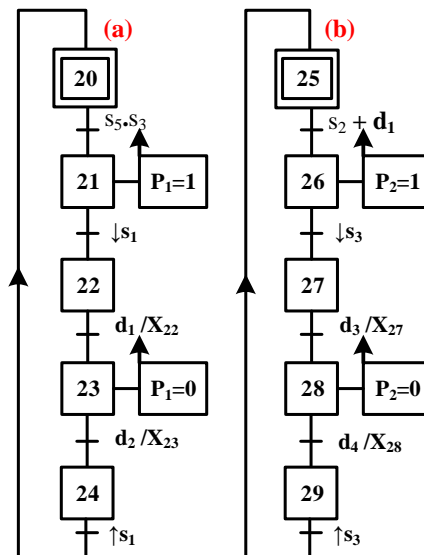 (a)
20
s₅•s₃
21
P₁=1
↓s₁
22
d₁ /X₂₂
23
P₁=0
d₂ /X₂₃
24
↑s₁
(b)
25
s₂ + d₁
26
P₂=1
↓s₃
27
d₃ /X₂₇
28
P₂=0
d₄ /X₂₈
29
↑s₃